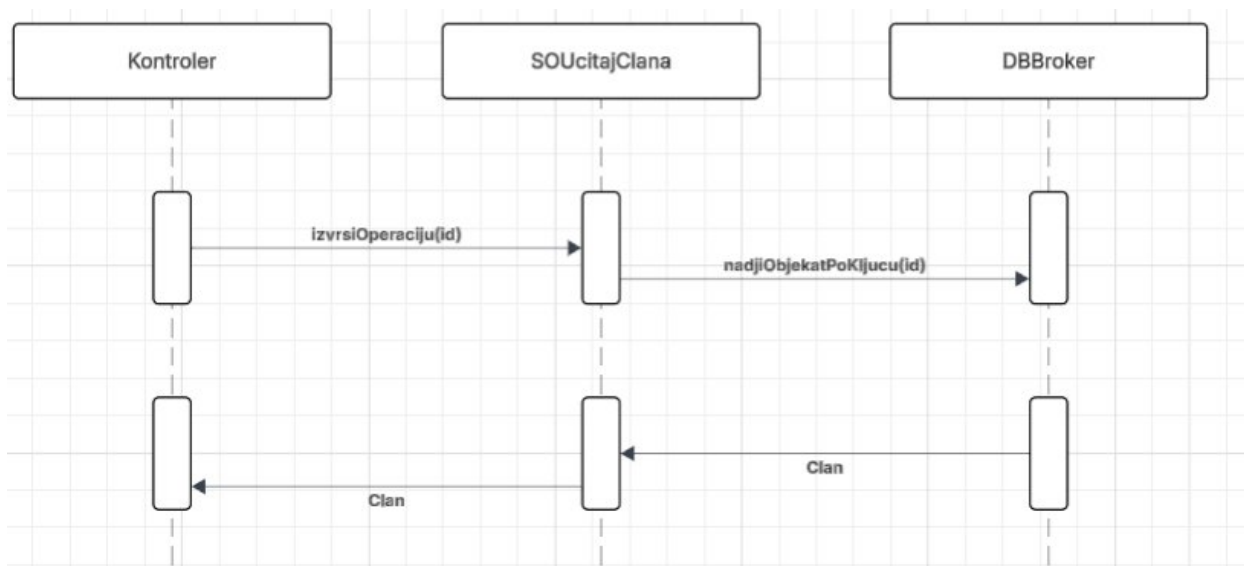 Kontroler
SOUcitajClana
DBBroker
izvrsiOperaciju(id)
nadjiObjekatPoKljucu(id)
Clan
Clan